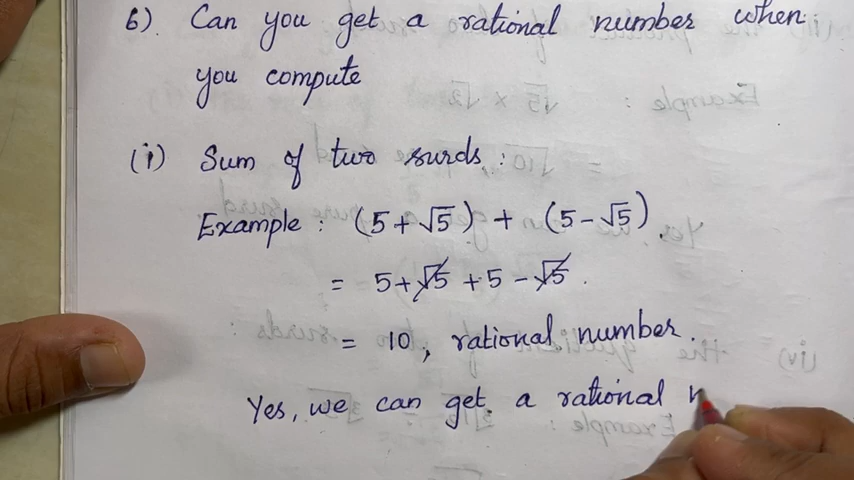 6). Can you get a rational number when
you compute
(i) Sum of two surds :
Example : (5 + √5) + (5 - √5).
= 5 + √5 + 5 - √5.
= 10, rational number.
Yes, we can get a rational n